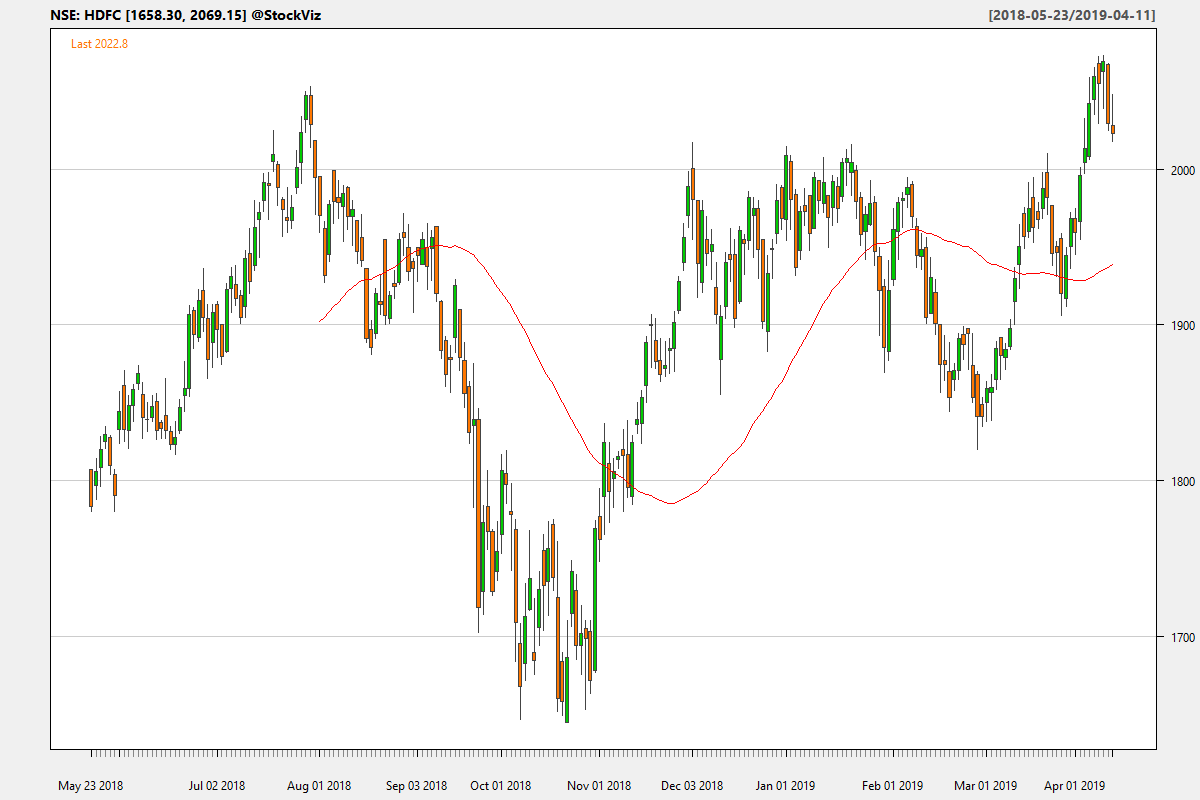 NSE: HDFC [1658.30, 2069.15] @StockViz
[2018-05-23/2019-04-11]
Last 2022.8
2000
1900
1800
1700
May 23 2018 Jul 02 2018 Aug 01 2018 Sep 03 2018 Oct 01 2018 Nov 01 2018 Dec 03 2018 Jan 01 2019 Feb 01 2019 Mar 01 2019 Apr 01 2019